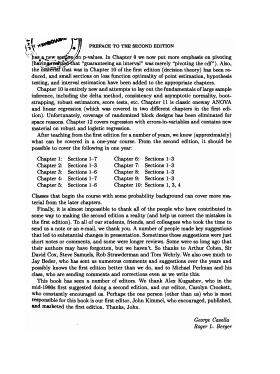 PREFACE TO THE SECOND EDITION
has a new section on p-values. In Chapter 9 we now put more emphasis on pivoting
(having realized that "guaranteeing an interval" was merely "pivoting the cdf"). Also,
the material that was in Chapter 10 of the first edition (decision theory) has been re-
duced, and small sections on loss function optimality of point estimation, hypothesis
testing, and interval estimation have been added to the appropriate chapters.
Chapter 10 is entirely new and attempts to lay out the fundamentals of large sample
inference, including the delta method, consistency and asymptotic normality, boot-
strapping, robust estimators, score tests, etc. Chapter 11 is classic oneway ANOVA
and linear regression (which was covered in two different chapters in the first edi-
tion). Unfortunately, coverage of randomized block designs has been eliminated for
space reasons. Chapter 12 covers regression with errors-in-variables and contains new
material on robust and logistic regression.
After teaching from the first edition for a number of years, we know (approximately)
what can be covered in a one-year course. From the second edition, it should be
possible to cover the following in one year:
Chapter 1: Sections 1-7 Chapter 6: Sections 1-3
Chapter 2: Sections 1-3 Chapter 7: Sections 1-3
Chapter 3: Sections 1-6 Chapter 8: Sections 1-3
Chapter 4: Sections 1-7 Chapter 9: Sections 1-3
Chapter 5: Sections 1-6 Chapter 10: Sections 1, 3, 4
Classes that begin the course with some probability background can cover more ma-
terial from the later chapters.
Finally, it is almost impossible to thank all of the people who have contributed in
some way to making the second edition a reality (and help us correct the mistakes in
the first edition). To all of our students, friends, and colleagues who took the time to
send us a note or an e-mail, we thank you. A number of people made key suggestions
that led to substantial changes in presentation. Sometimes these suggestions were just
short notes or comments, and some were longer reviews. Some were so long ago that
their authors may have forgotten, but we haven't. So thanks to Arthur Cohen, Sir
David Cox, Steve Samuels, Rob Strawderman and Tom Wehrly. We also owe much to
Jay Beder, who has sent us numerous comments and suggestions over the years and
possibly knows the first edition better than we do, and to Michael Perlman and his
class, who are sending comments and corrections even as we write this.
This book has seen a number of editors. We thank Alex Kugushev, who in the
mid-1990s first suggested doing a second edition, and our editor, Carolyn Crockett,
who constantly encouraged us. Perhaps the one person (other than us) who is most
responsible for this book is our first editor, John Kimmel, who encouraged, published,
and marketed the first edition. Thanks, John.
George Casella
Roger L. Berger